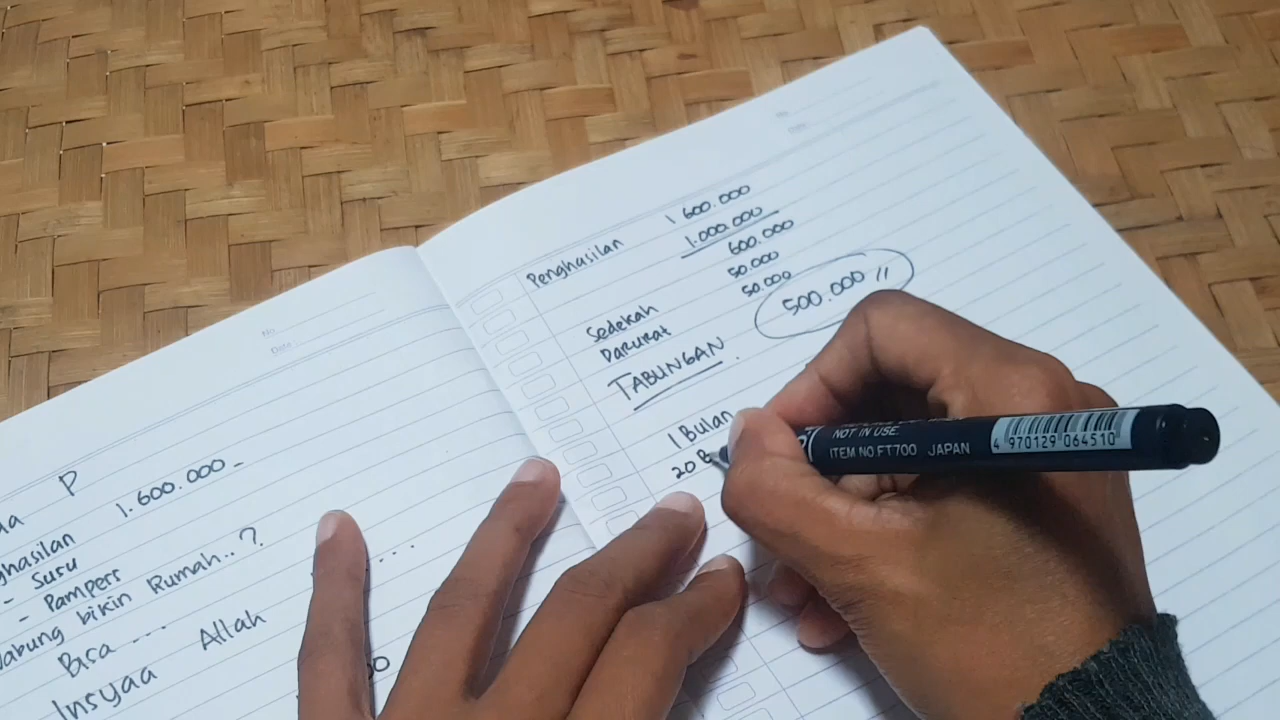 P
1.600.000 -
- Susu
- Pampers
bikin Rumah..?
Bisa ...
Insyaa Allah
Penghasilan 1 600.000
1.000.000
600.000
Sedekah 50.000
Darurat 50.000
TABUNGAN . 500.000 //
1 Bulan
20 B
NOT IN USE.
ITEM NO.FT700 JAPAN
4 970129 064510